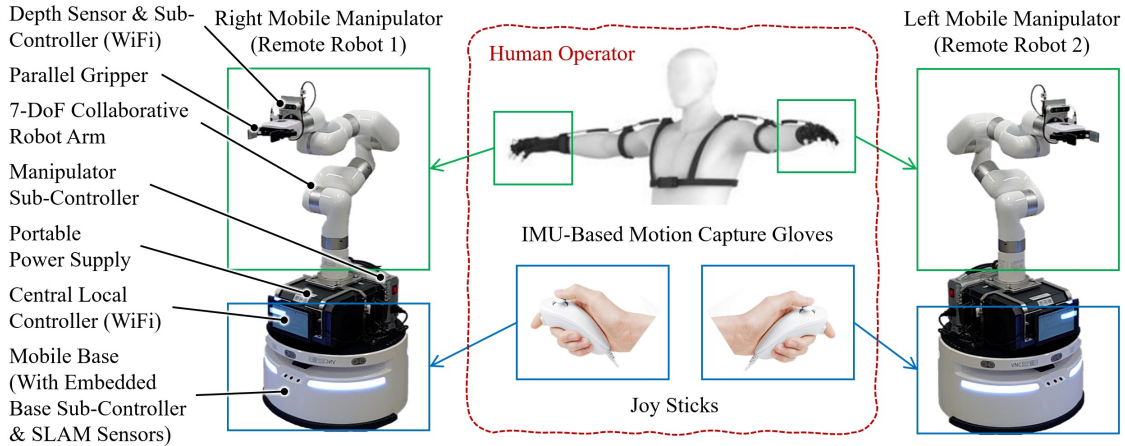 Depth Sensor & Sub-
Controller (WiFi)
Parallel Gripper
7-DoF Collaborative
Robot Arm
Manipulator
Sub-Controller
Portable
Power Supply
Central Local
Controller (WiFi)
Mobile Base
(With Embedded
Base Sub-Controller
& SLAM Sensors)
Right Mobile Manipulator
(Remote Robot 1)
Human Operator
IMU-Based Motion Capture Gloves
Joy Sticks
Left Mobile Manipulator
(Remote Robot 2)